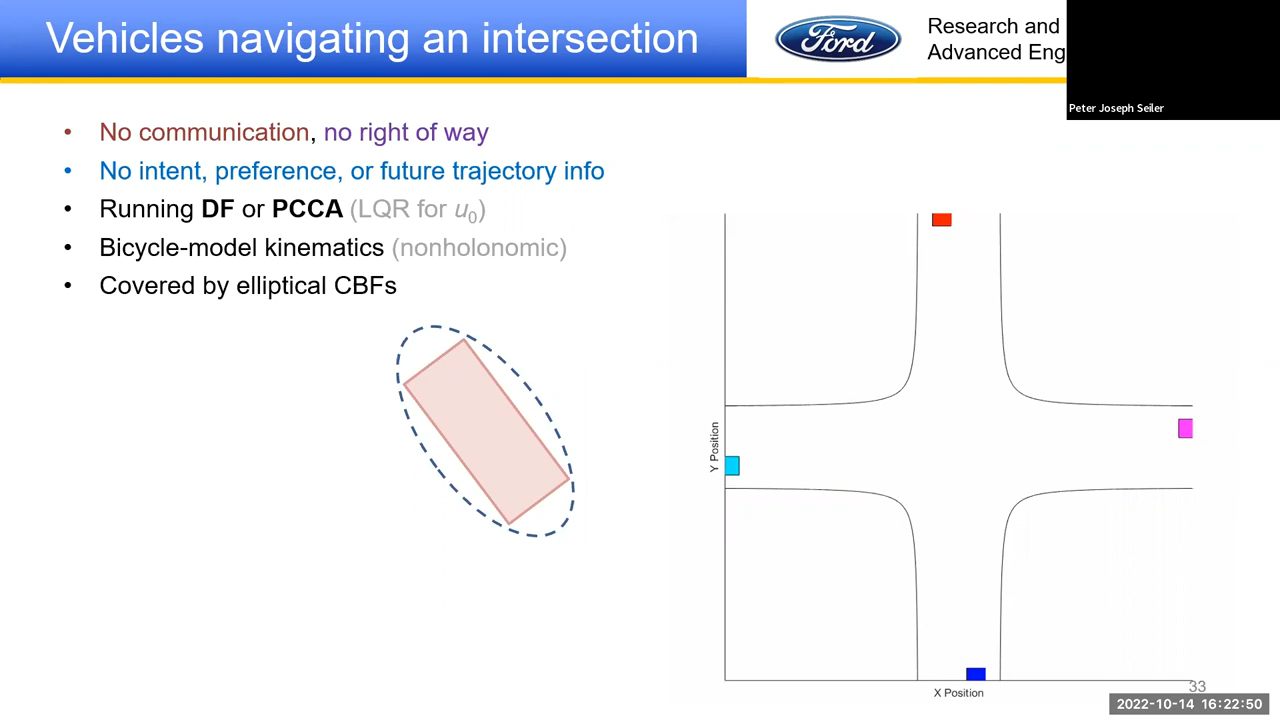 Vehicles navigating an intersection
Ford
Research and
Advanced Eng
Peter Joseph Seiler
• No communication, no right of way
• No intent, preference, or future trajectory info
• Running DF or PCCA (LQR for u₀)
• Bicycle-model kinematics (nonholonomic)
• Covered by elliptical CBFs
Y Position
X Position
33
2022-10-14 16:22:50